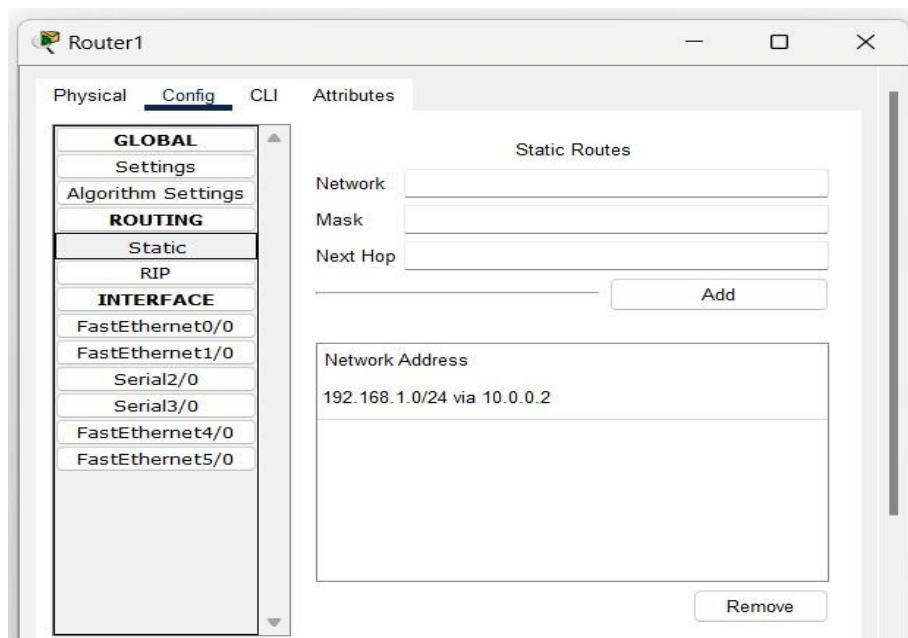 Router1
Physical Config CLI Attributes
GLOBAL
Settings
Algorithm Settings
ROUTING
Static
RIP
INTERFACE
FastEthernet0/0
FastEthernet1/0
Serial2/0
Serial3/0
FastEthernet4/0
FastEthernet5/0
Static Routes
Network
Mask
Next Hop
Add
Network Address
192.168.1.0/24 via 10.0.0.2
Remove